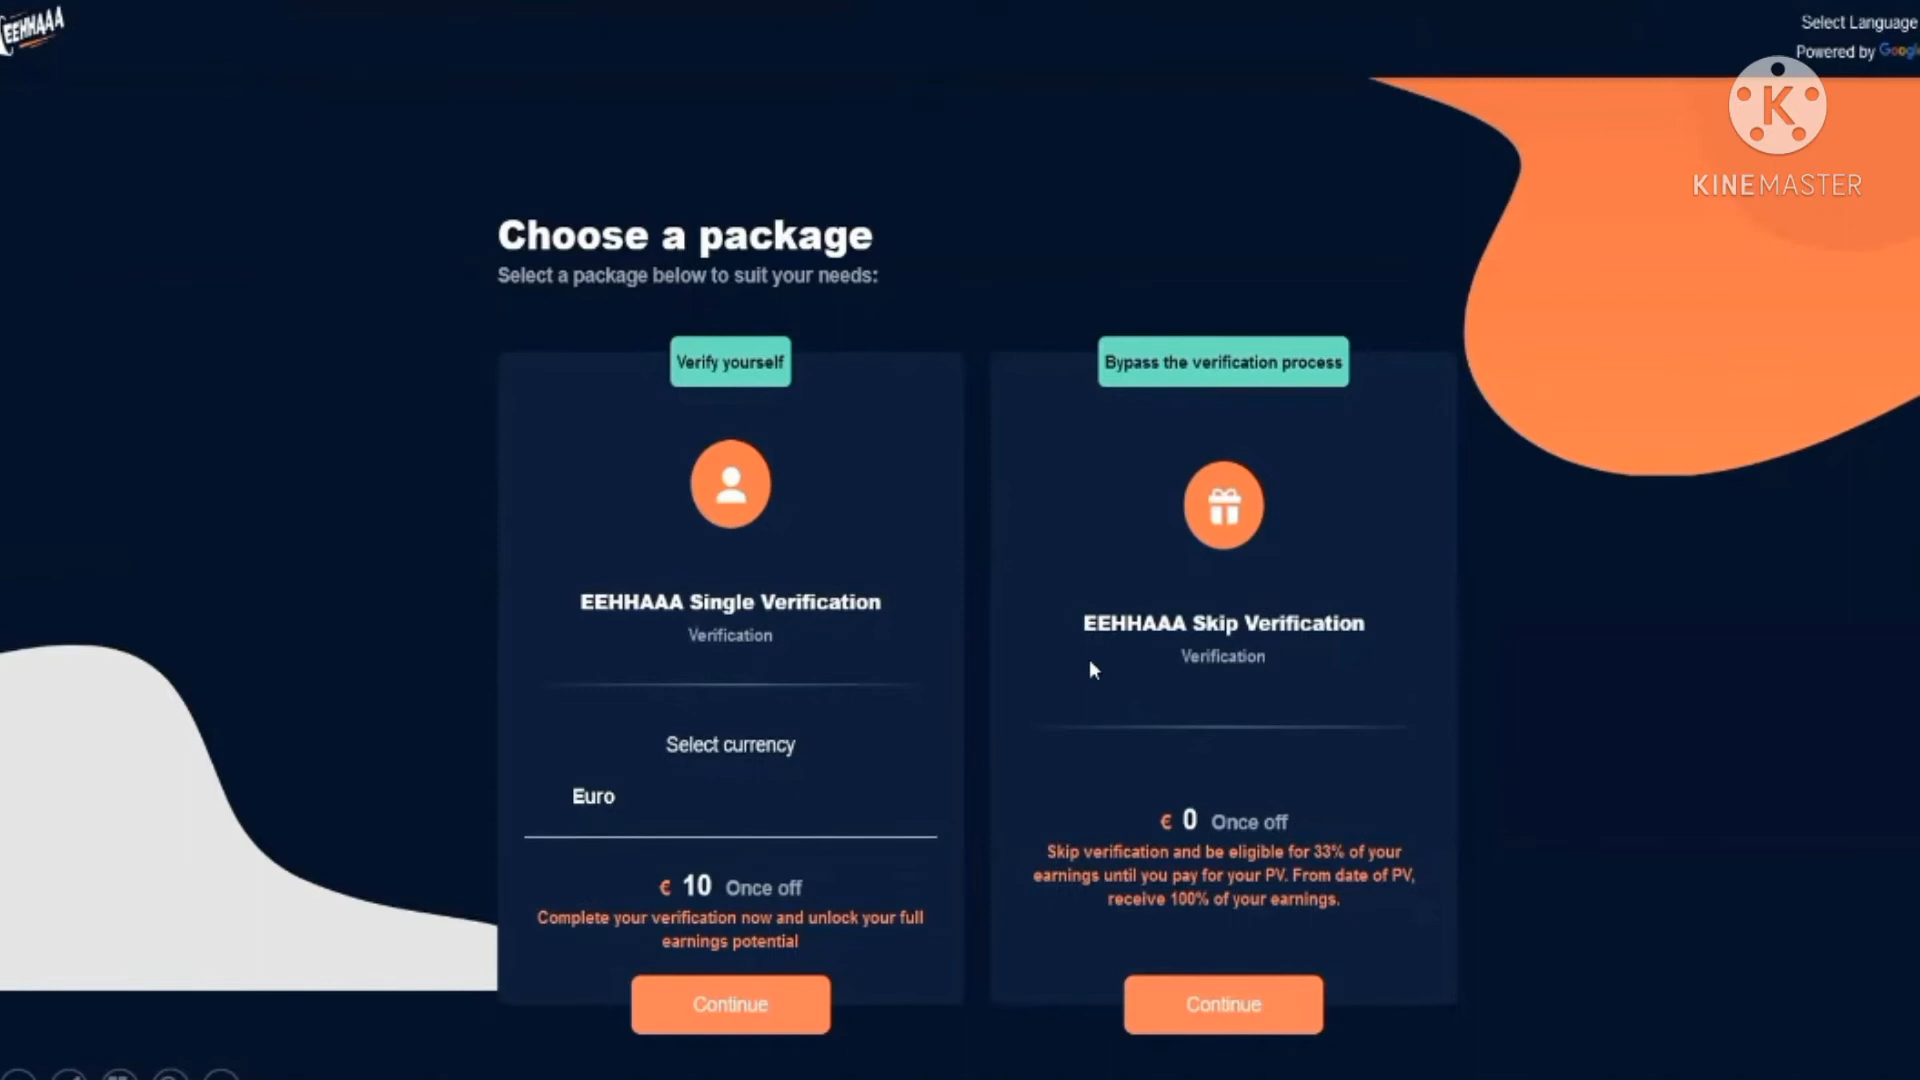 EEHHAAA
Select Language
Powered by Google
KINEMASTER
Choose a package
Select a package below to suit your needs:
Verify yourself
EEHHAAA Single Verification
Verification
Select currency
Euro
€ 10 Once off
Complete your verification now and unlock your full
earnings potential
Continue
Bypass the verification process
EEHHAAA Skip Verification
Verification
€ 0 Once off
Skip verification and be eligible for 33% of your
earnings until you pay for your PV. From date of PV,
receive 100% of your earnings.
Continue